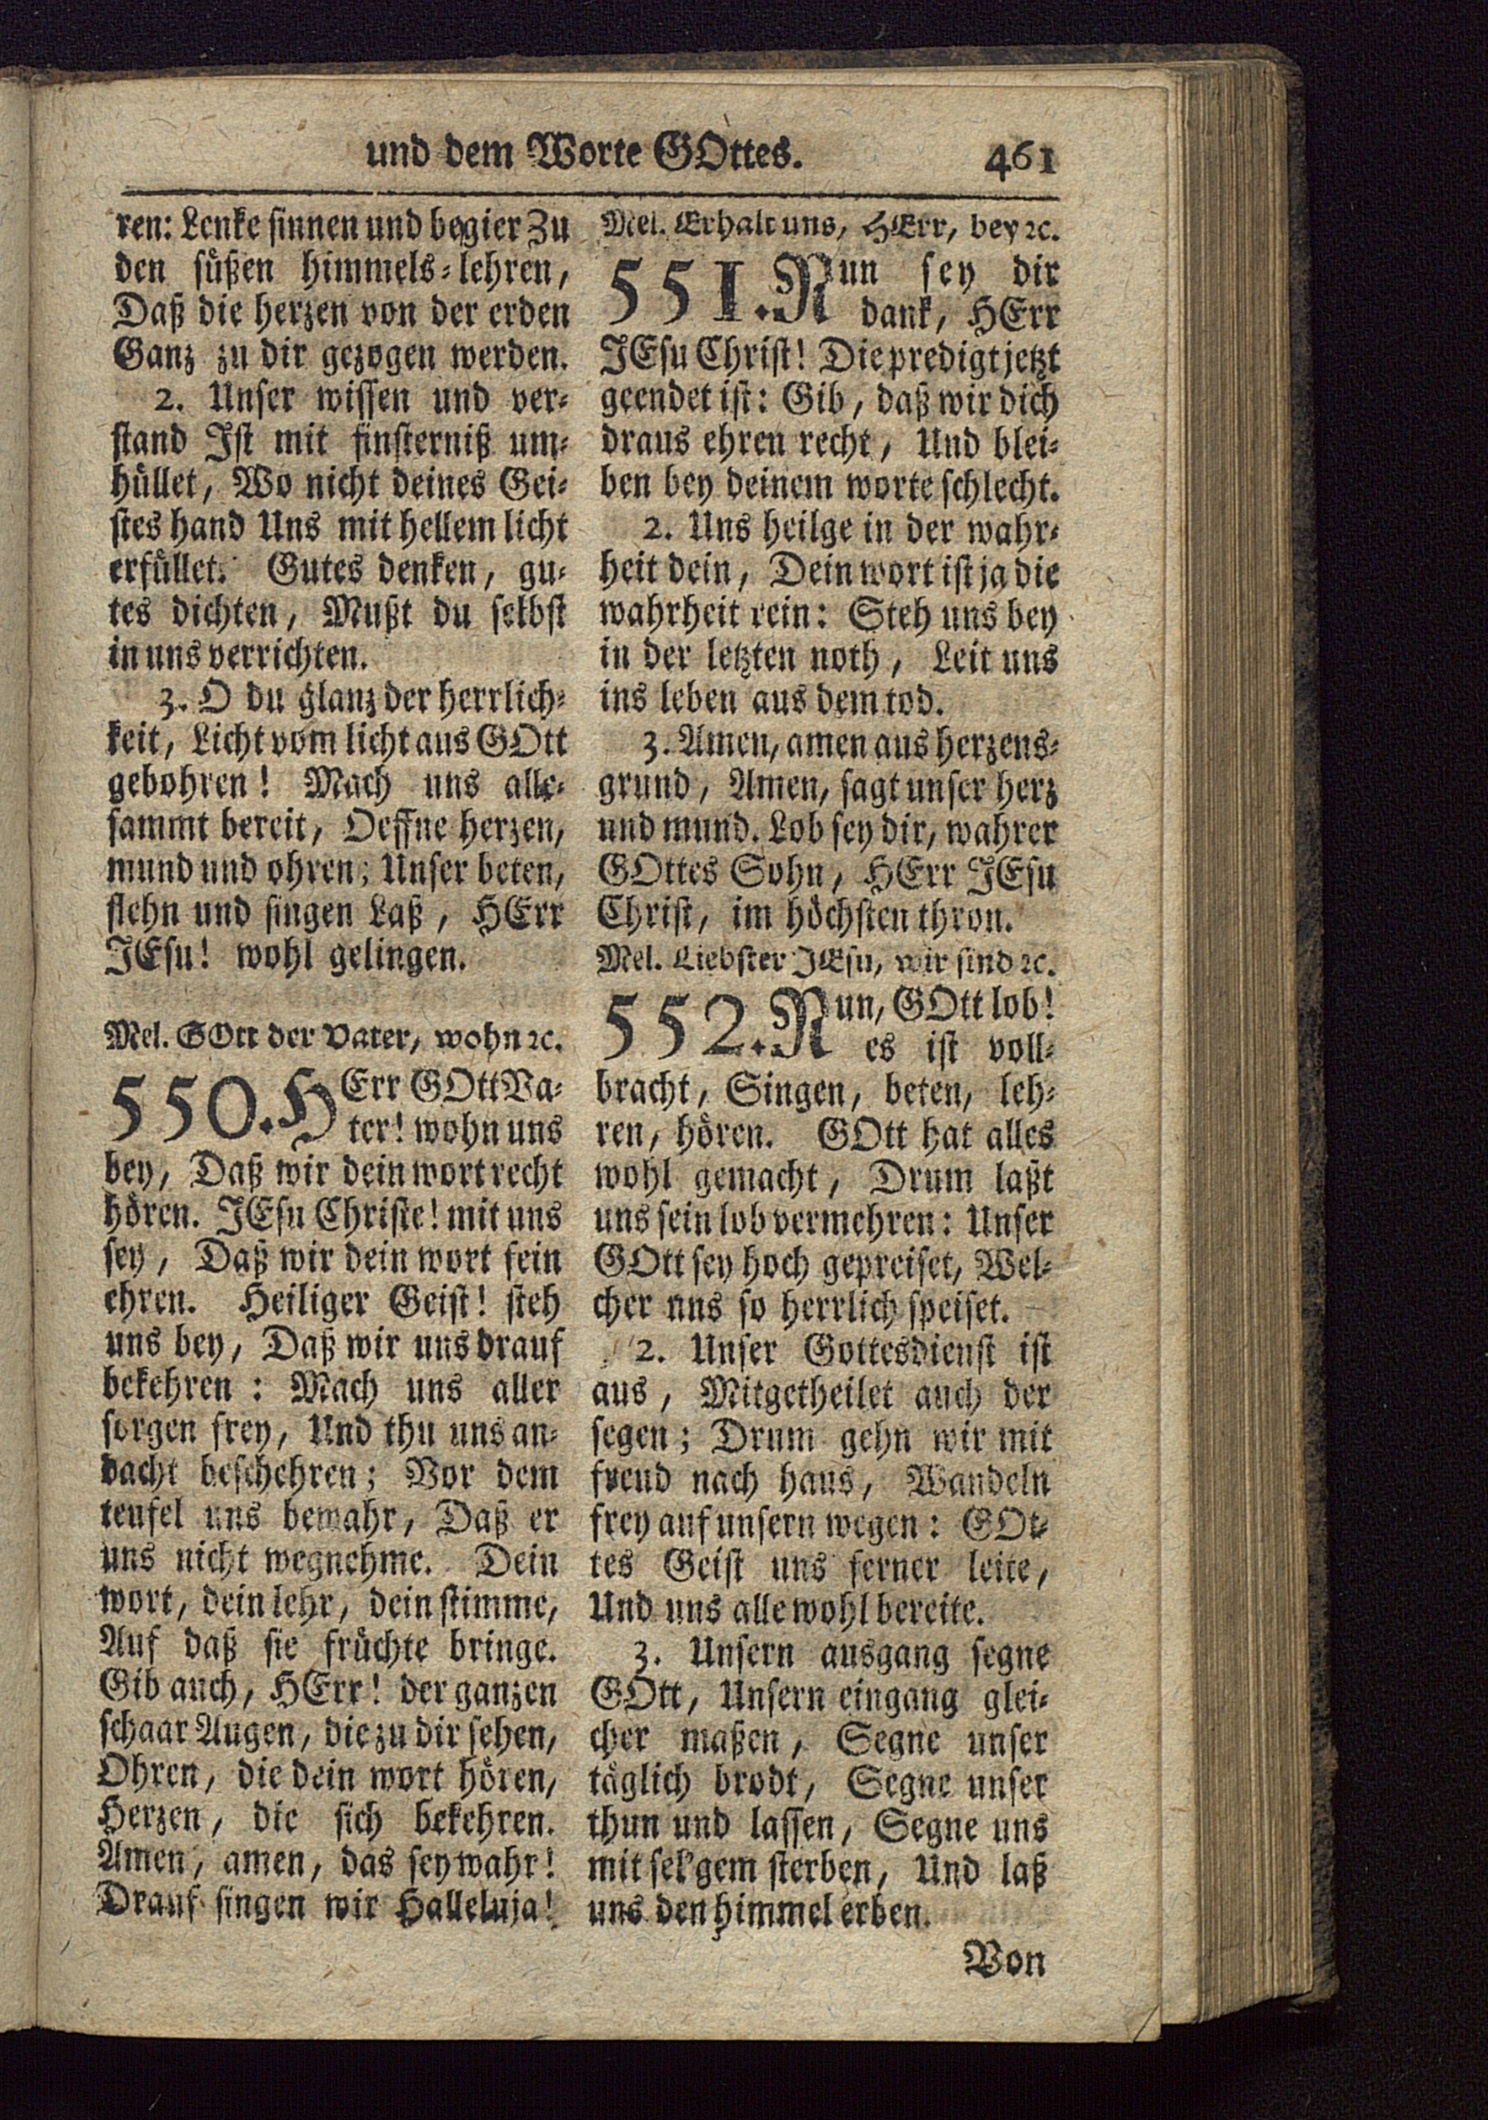 und dem Worte GOttes. 461
ren: Lenke sinnen und begier Zu
den süßen himmels-lehren,
Daß die herzen von der erden
Ganz zu dir gezogen werden.
2. Unser wissen und ver-
stand Ist mit finsterniß um-
hüllet, Wo nicht deines Gei-
stes hand Uns mit hellem licht
erfüllet. Gutes denken, gu-
tes dichten, Mußt du selbst
in uns verrichten.
3. O du glanz der herrlich-
keit, Licht vom licht aus GOtt
gebohren! Mach uns alle-
sammt bereit, Oeffne herzen,
mund und ohren; Unser beten,
flehn und singen Laß, HErr
JEsu! wohl gelingen.
Mel. GOtt der Vater, wohn ꝛc.
550. HErr GOtt Va-
ter! wohn uns
bey, Daß wir dein wort recht
hören. JEsu Christe! mit uns
sey, Daß wir dein wort fein
ehren. Heiliger Geist! steh
uns bey, Daß wir uns drauf
bekehren: Mach uns aller
sorgen frey, Und thu uns an-
dacht beschehren; Vor dem
teufel uns bewahr, Daß er
uns nicht wegnehme. Dein
wort, dein lehr, dein stimme,
Auf daß sie früchte bringe.
Gib auch, HErr! der ganzen
schaar Augen, die zu dir sehen,
Ohren, die dein wort hören,
Herzen, die sich bekehren.
Amen, amen, das sey wahr!
Drauf singen wir Halleluja!
Mel. Erhalt uns, HErr, bey ꝛc.
551. Nun sey dir
dank, HErr
JEsu Christ! Die predigt jetzt
geendet ist: Gib, daß wir dich
draus ehren recht, Und blei-
ben bey deinem worte schlecht.
2. Uns heilge in der wahr-
heit dein, Dein wort ist ja die
wahrheit rein: Steh uns bey
in der letzten noth, Leit uns
ins leben aus dem tod.
3. Amen, amen aus herzens-
grund, Amen, sagt unser herz
und mund. Lob sey dir, wahrer
GOttes Sohn, HErr JEsu
Christ, im höchsten thron.
Mel. Liebster JEsu, wir sind ꝛc.
552. Nun, GOtt lob!
es ist voll-
bracht, Singen, beten, leh-
ren, hören. GOtt hat alles
wohl gemacht, Drum laßt
uns sein lob vermehren: Unser
GOtt sey hoch gepreiset, Wel-
cher uns so herrlich speiset.
2. Unser Gottesdienst ist
aus, Mitgetheilet auch der
segen; Drum gehn wir mit
freud nach haus, Wandeln
frey auf unsern wegen: GOt-
tes Geist uns ferner leite,
Und uns alle wohl bereite.
3. Unsern ausgang segne
GOtt, Unsern eingang glei-
cher maßen, Segne unser
täglich brodt, Segne unser
thun und lassen, Segne uns
mit sel'gem sterben, Und laß
uns den himmel erben.
Von